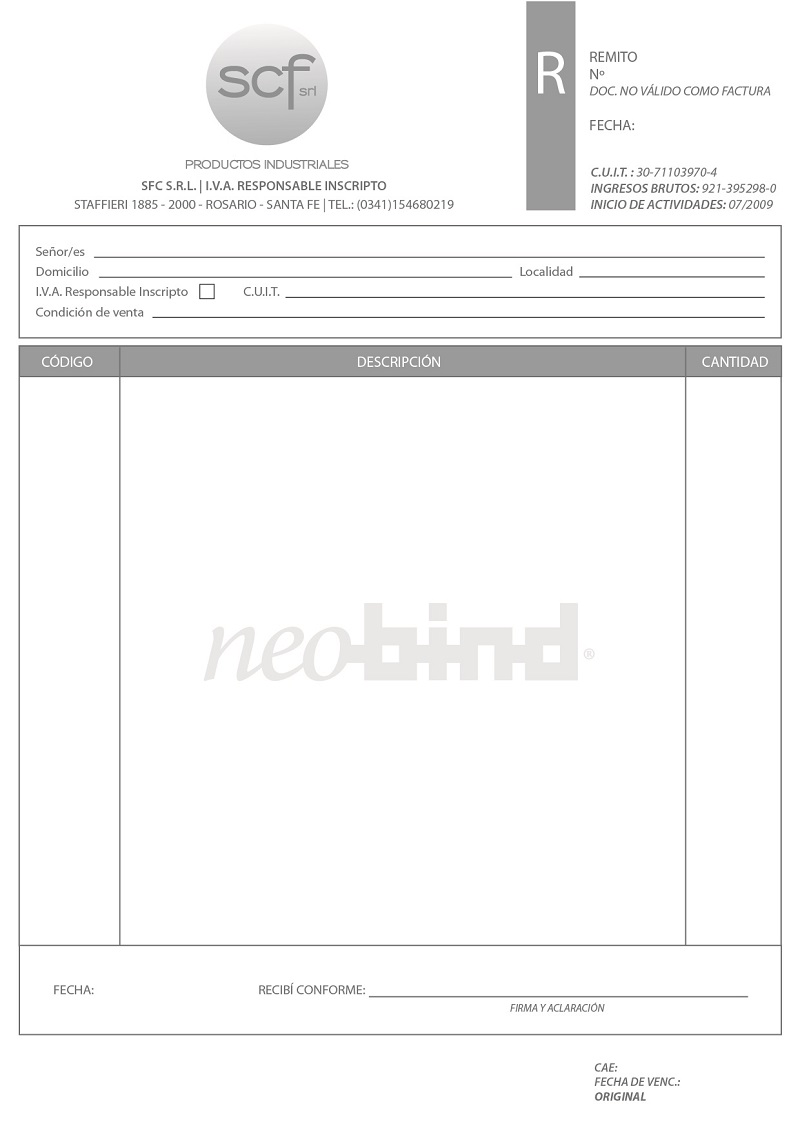 scf srl
PRODUCTOS INDUSTRIALES
SFC S.R.L. | I.V.A. RESPONSABLE INSCRIPTO
STAFFIERI 1885 - 2000 - ROSARIO - SANTA FE | TEL.: (0341)154680219
R
REMITO
Nº
DOC. NO VÁLIDO COMO FACTURA
FECHA:
C.U.I.T. : 30-71103970-4
INGRESOS BRUTOS: 921-395298-0
INICIO DE ACTIVIDADES: 07/2009
Señor/es
Domicilio Localidad
I.V.A. Responsable Inscripto C.U.I.T.
Condición de venta
CÓDIGO DESCRIPCIÓN CANTIDAD
neobind®
FECHA: RECIBÍ CONFORME:
FIRMA Y ACLARACIÓN
CAE:
FECHA DE VENC.:
ORIGINAL